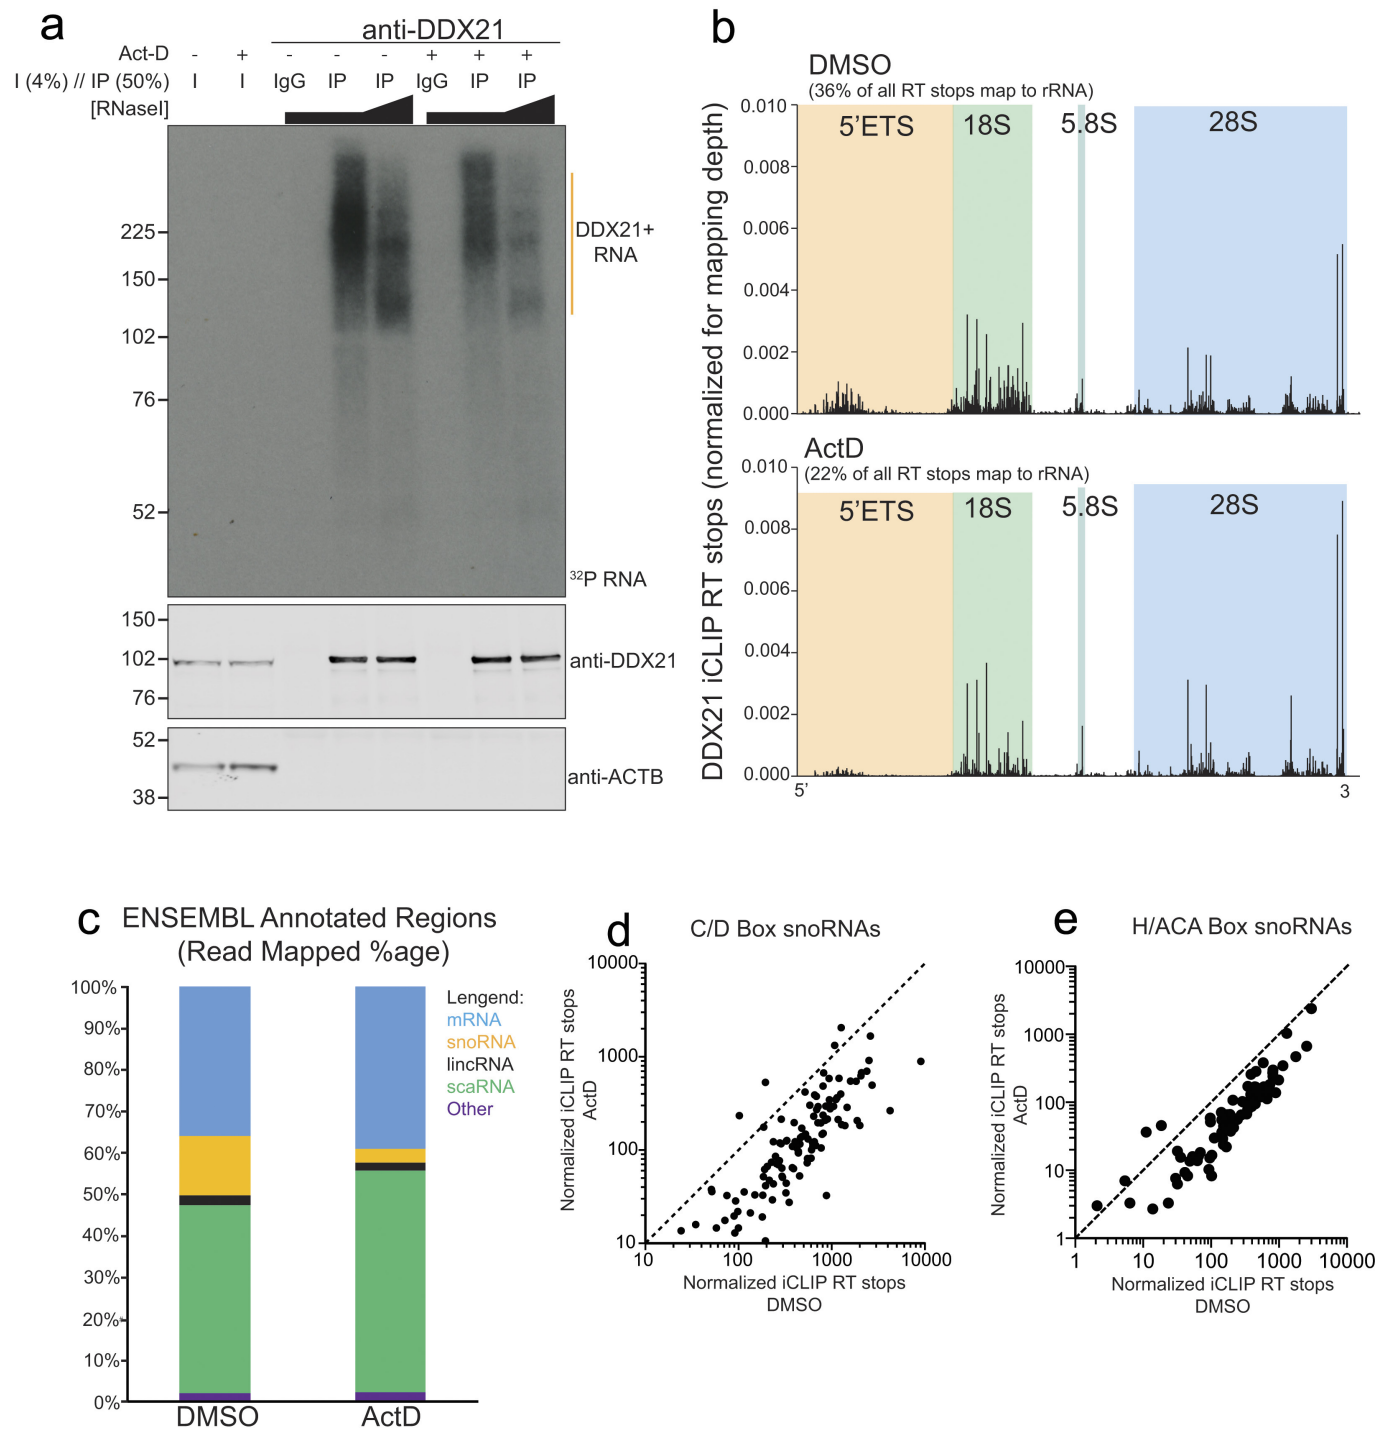 a
anti-DDX21
Act-D - + - - - + + +
I (4%) // IP (50%) I I IgG IP IP IgG IP IP
[RNaseI]
225
150
102
76
52
DDX21+
RNA
32P RNA
150
102
76
anti-DDX21
52
38
anti-ACTB
b
DDX21 iCLIP RT stops (normalized for mapping depth)
DMSO
(36% of all RT stops map to rRNA)
0.010
0.008
0.006
0.004
0.002
0.000
5'ETS 18S 5.8S 28S
ActD
(22% of all RT stops map to rRNA)
0.010
0.008
0.006
0.004
0.002
0.000
5'ETS 18S 5.8S 28S
5' 3
c
ENSEMBL Annotated Regions
(Read Mapped %age)
100%
90%
80%
70%
60%
50%
40%
30%
20%
10%
0%
DMSO ActD
Lengend:
mRNA
snoRNA
lincRNA
scaRNA
Other
d
C/D Box snoRNAs
Normalized iCLIP RT stops
ActD
10000
1000
100
10
10 100 1000 10000
Normalized iCLIP RT stops
DMSO
e
H/ACA Box snoRNAs
Normalized iCLIP RT stops
ActD
10000
1000
100
10
1
1 10 100 1000 10000
Normalized iCLIP RT stops
DMSO